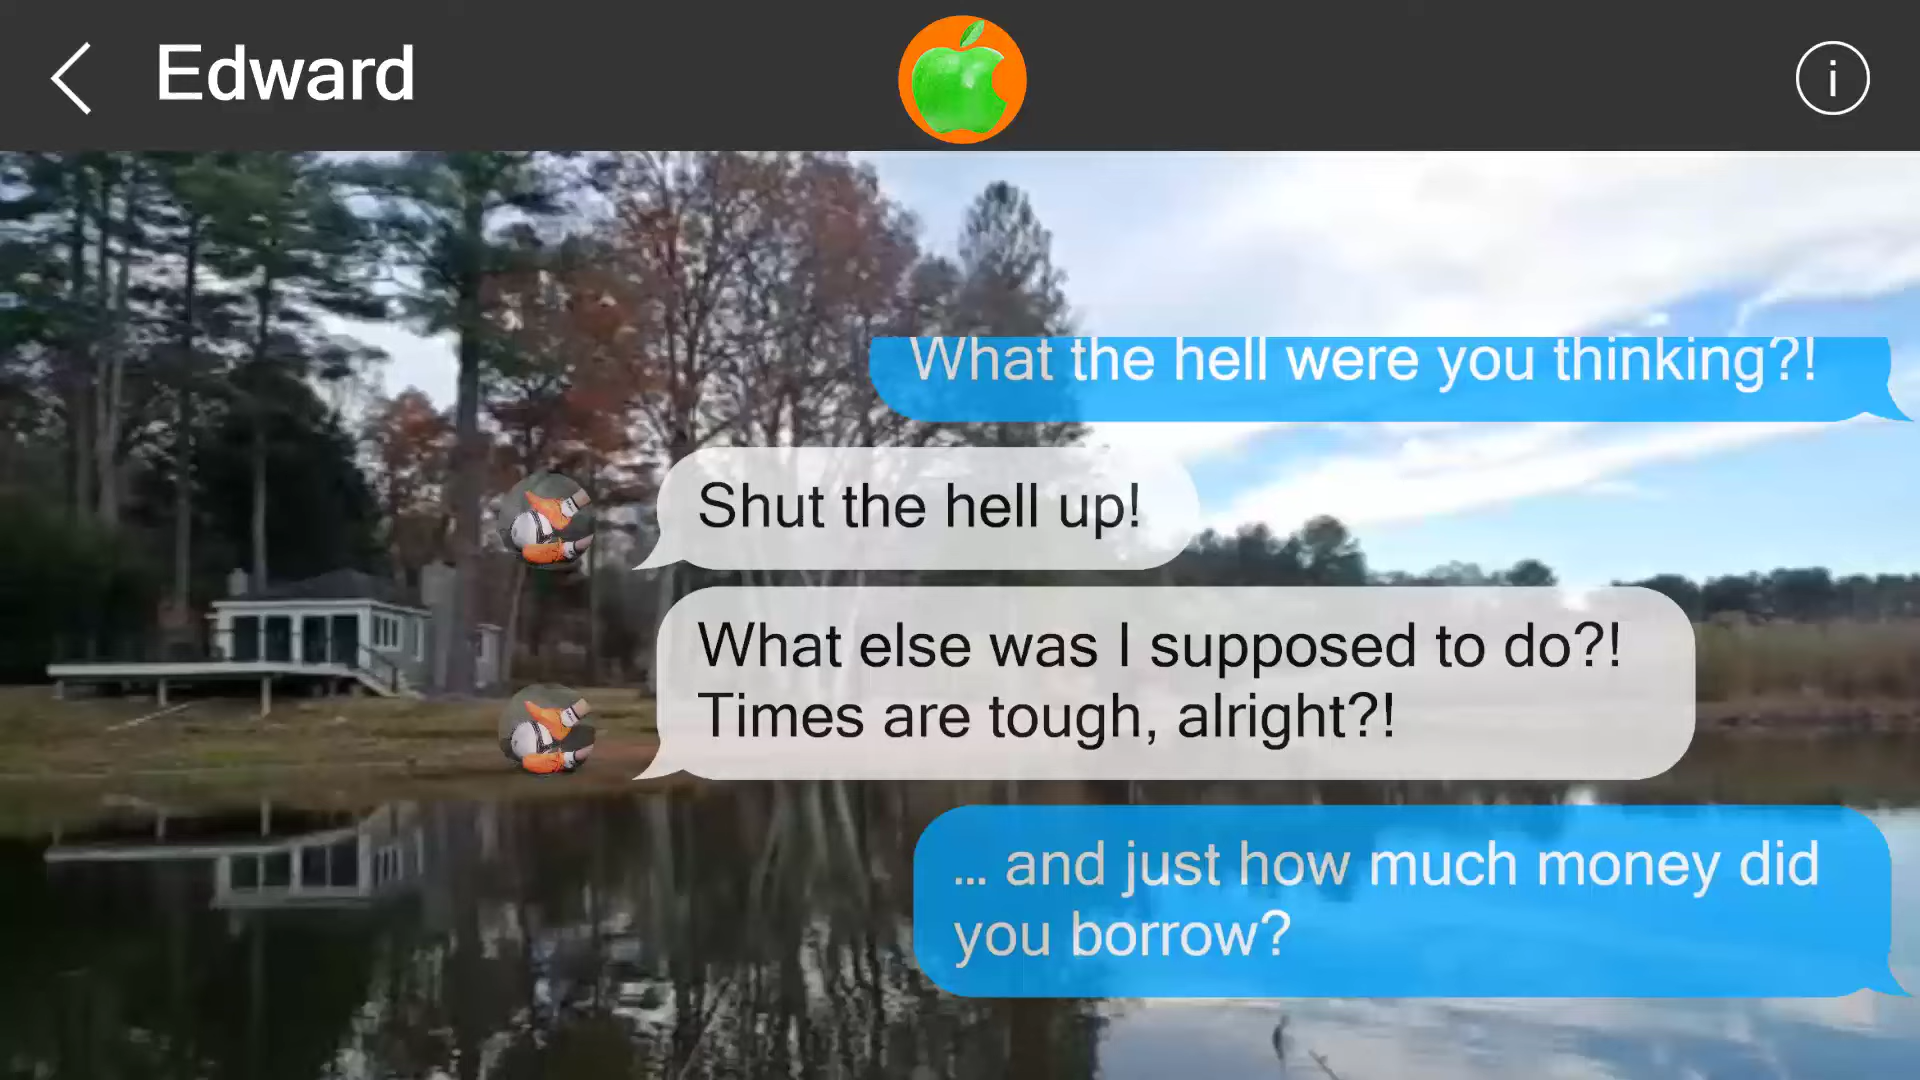 Edward
i
What the hell were you thinking?!
Shut the hell up!
What else was I supposed to do?!
Times are tough, alright?!
... and just how much money did
you borrow?